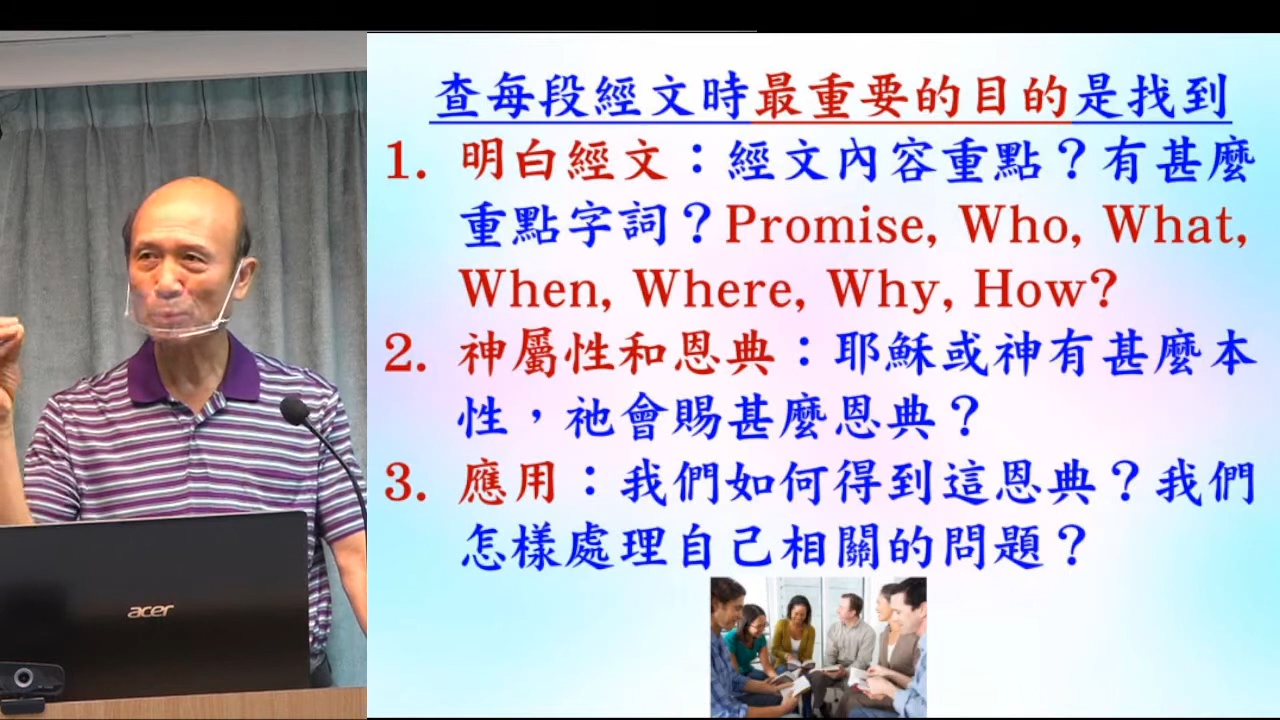 查每段經文時最重要的目的是找到
1. 明白經文：經文內容重點？有甚麼
重點字詞？Promise, Who, What,
When, Where, Why, How?
2. 神屬性和恩典：耶穌或神有甚麼本
性，祂會賜甚麼恩典？
3. 應用：我們如何得到這恩典？我們
怎樣處理自己相關的問題？
acer